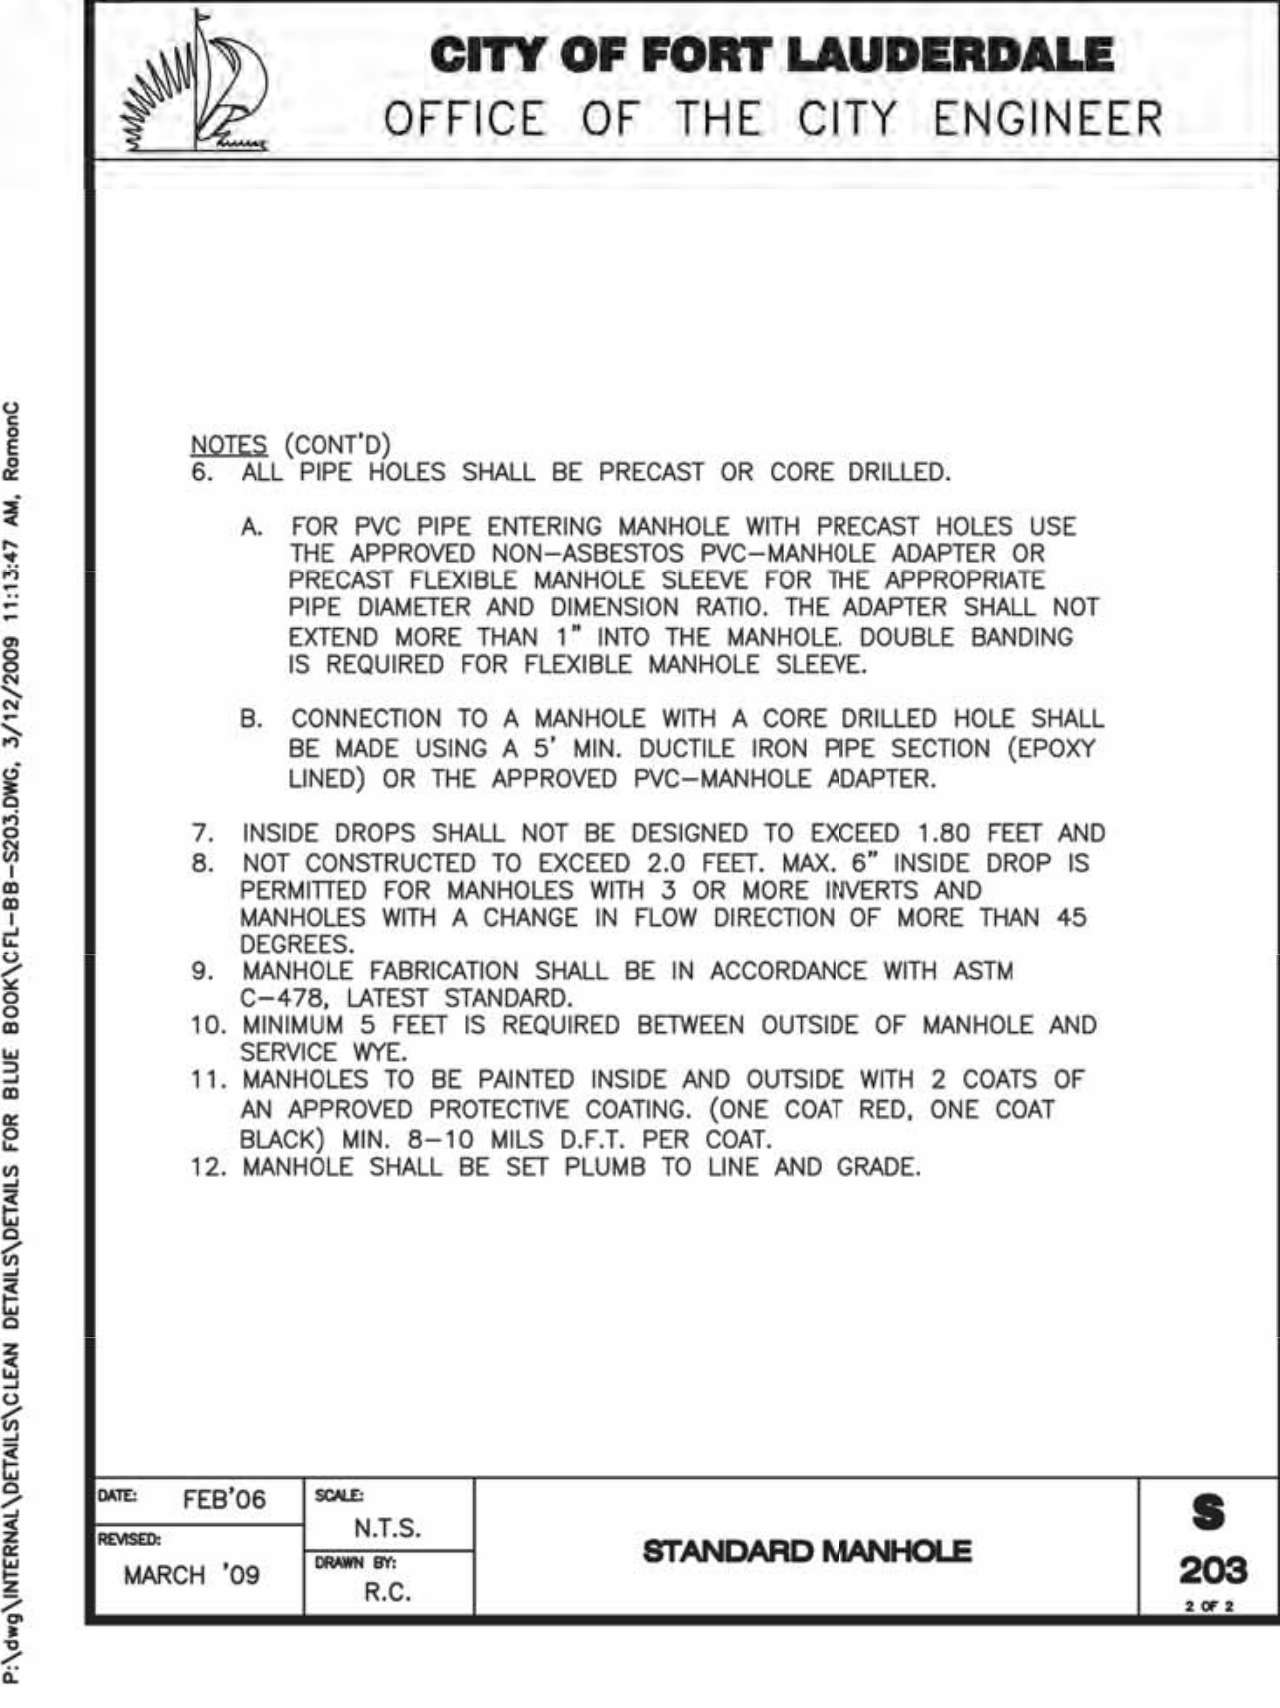 CITY OF FORT LAUDERDALE
OFFICE OF THE CITY ENGINEER
NOTES (CONT'D)
6. ALL PIPE HOLES SHALL BE PRECAST OR CORE DRILLED.
A. FOR PVC PIPE ENTERING MANHOLE WITH PRECAST HOLES USE
THE APPROVED NON-ASBESTOS PVC-MANHOLE ADAPTER OR
PRECAST FLEXIBLE MANHOLE SLEEVE FOR THE APPROPRIATE
PIPE DIAMETER AND DIMENSION RATIO. THE ADAPTER SHALL NOT
EXTEND MORE THAN 1" INTO THE MANHOLE. DOUBLE BANDING
IS REQUIRED FOR FLEXIBLE MANHOLE SLEEVE.
B. CONNECTION TO A MANHOLE WITH A CORE DRILLED HOLE SHALL
BE MADE USING A 5' MIN. DUCTILE IRON PIPE SECTION (EPOXY
LINED) OR THE APPROVED PVC-MANHOLE ADAPTER.
7. INSIDE DROPS SHALL NOT BE DESIGNED TO EXCEED 1.80 FEET AND
8. NOT CONSTRUCTED TO EXCEED 2.0 FEET. MAX. 6" INSIDE DROP IS
PERMITTED FOR MANHOLES WITH 3 OR MORE INVERTS AND
MANHOLES WITH A CHANGE IN FLOW DIRECTION OF MORE THAN 45
DEGREES.
9. MANHOLE FABRICATION SHALL BE IN ACCORDANCE WITH ASTM
C-478, LATEST STANDARD.
10. MINIMUM 5 FEET IS REQUIRED BETWEEN OUTSIDE OF MANHOLE AND
SERVICE WYE.
11. MANHOLES TO BE PAINTED INSIDE AND OUTSIDE WITH 2 COATS OF
AN APPROVED PROTECTIVE COATING. (ONE COAT RED, ONE COAT
BLACK) MIN. 8-10 MILS D.F.T. PER COAT.
12. MANHOLE SHALL BE SET PLUMB TO LINE AND GRADE.
DATE: FEB'06
REVISED:
MARCH '09
SCALE:
N.T.S.
DRAWN BY:
R.C.
STANDARD MANHOLE
S
203
2 OF 2
P:\dwg\INTERNAL\DETAILS\CLEAN DETAILS\DETAILS FOR BLUE BOOK\CFL-BB-S203.DWG, 3/12/2009 11:13:47 AM, RamonC